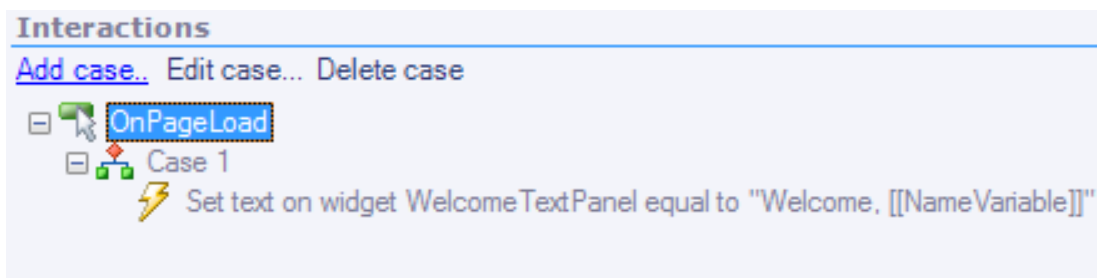 Interactions
Add case.. Edit case... Delete case
OnPageLoad
Case 1
Set text on widget WelcomeTextPanel equal to "Welcome, [[NameVariable]]"